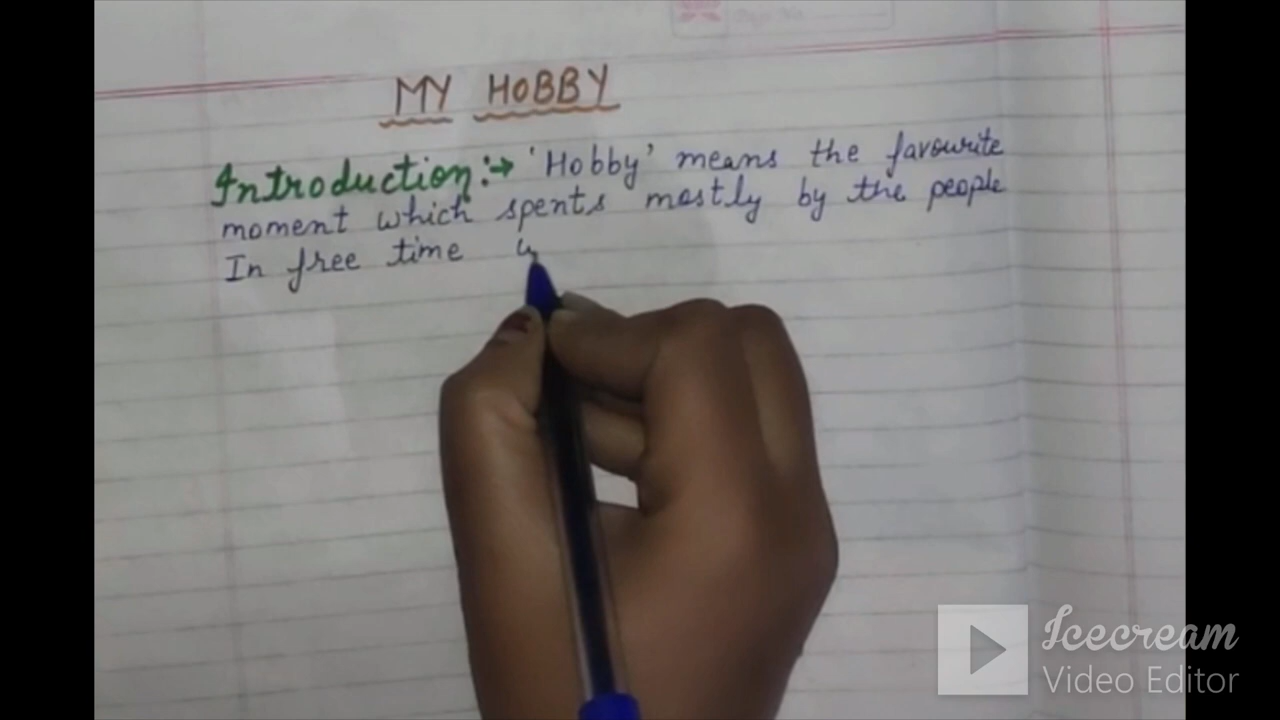 MY HOBBY
Introduction:→ 'Hobby' means the favourite
moment which spents mostly by the people
In free time
Icecream
Video Editor